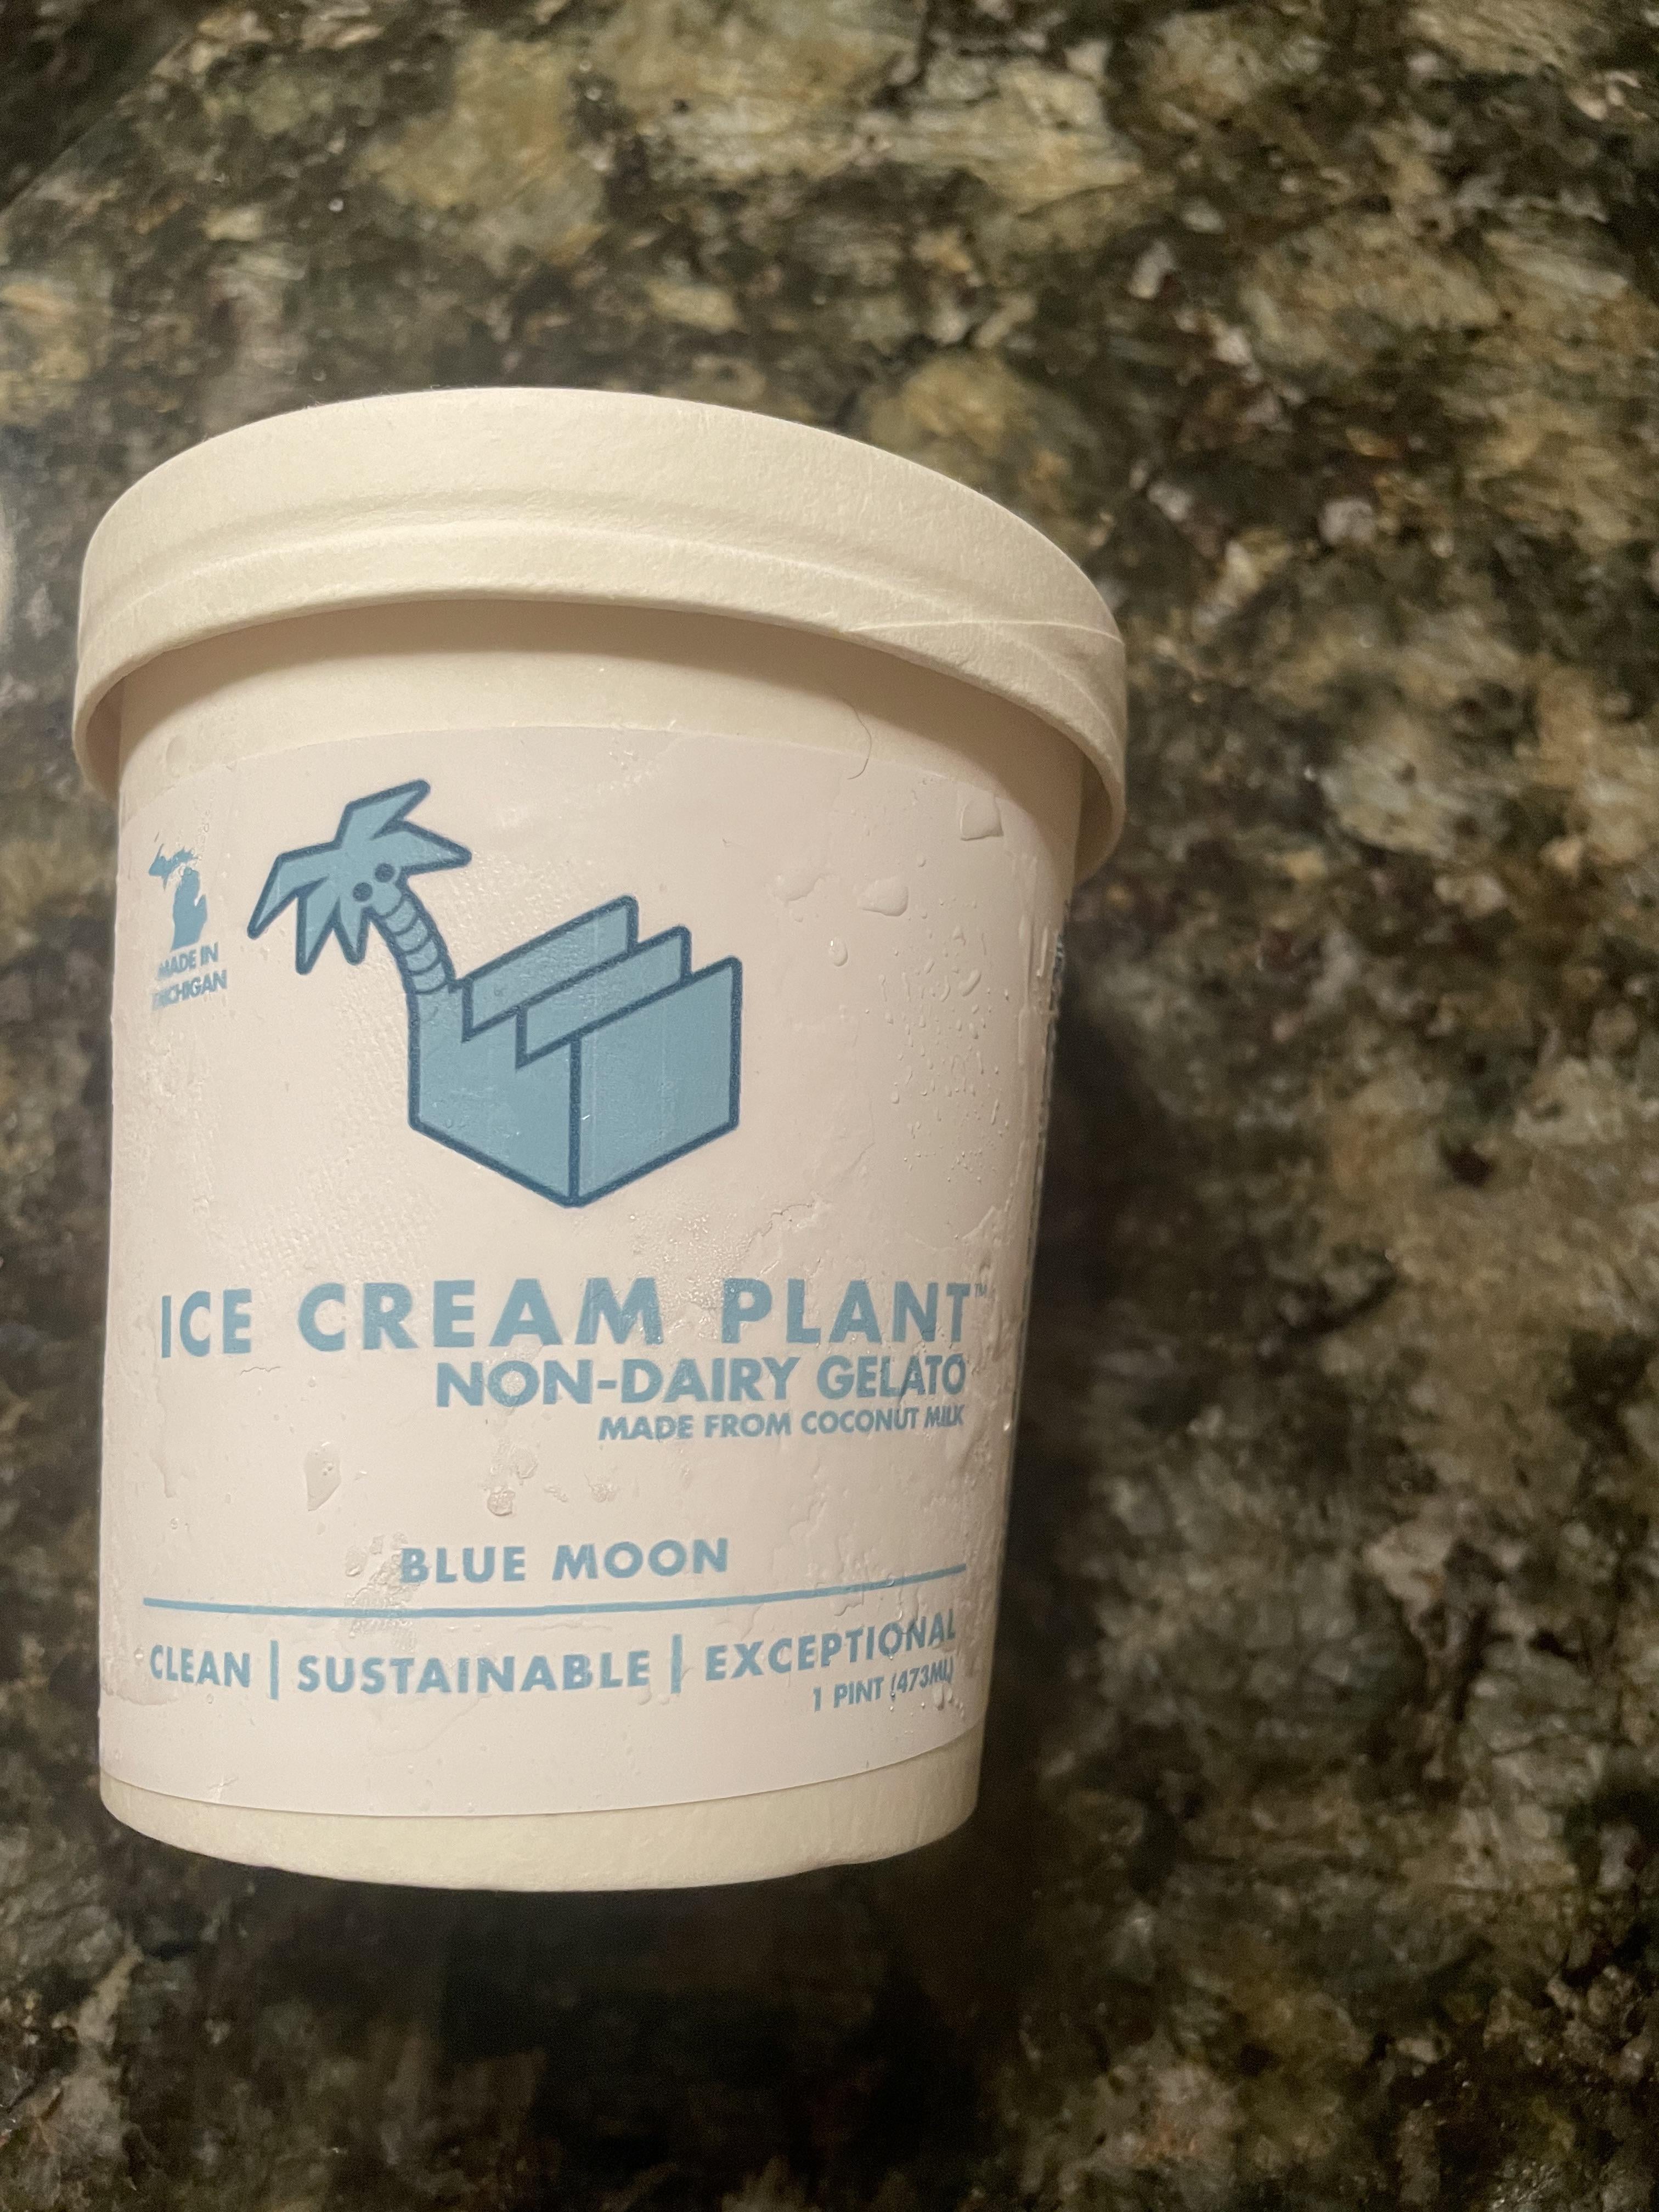 MADE IN
MICHIGAN
ICE CREAM PLANT™
NON-DAIRY GELATO
MADE FROM COCONUT MILK
BLUE MOON
CLEAN | SUSTAINABLE | EXCEPTIONAL
1 PINT (473ML)